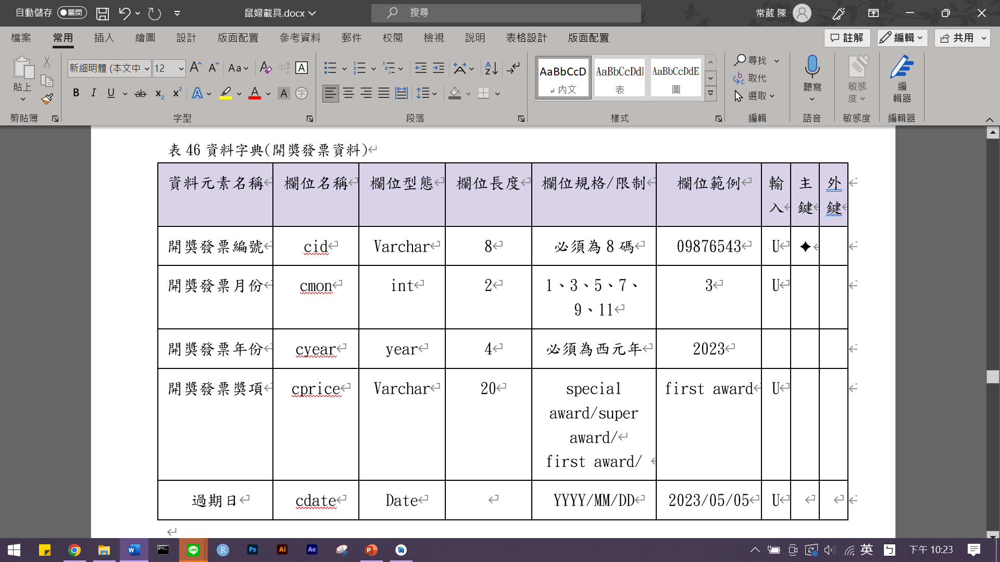 自動儲存 關閉 鼠婦載具.docx 搜尋 常葳 陳
檔案 常用 插入 繪圖 設計 版面配置 參考資料 郵件 校閱 檢視 說明 表格設計 版面配置 註解 編輯 共用
貼上
剪貼簿
新細明體 (本文中 12 Aa
B I U ab x₂ x² A A A 字
字型
段落
AaBbCcD AaBbCcDdI AaBbCcDdE
內文 表 圖
樣式
尋找
取代
選取
編輯
聽寫
語音
敏感
度
敏感度
編
輯器
編輯器
表 46 資料字典(開獎發票資料)
資料元素名稱 欄位名稱 欄位型態 欄位長度 欄位規格/限制 欄位範例 輸入 主鍵 外鍵
開獎發票編號 cid Varchar 8 必須為 8 碼 09876543 U ✦
開獎發票月份 cmon int 2 1、3、5、7、 3 U
9、11
開獎發票年份 cyear year 4 必須為西元年 2023
開獎發票獎項 cprice Varchar 20 special first award U
award/super
award/
first award/
過期日 cdate Date YYYY/MM/DD 2023/05/05 U
W LINE R Ps Ai Ae P 英 ㄅ 下午 10:23